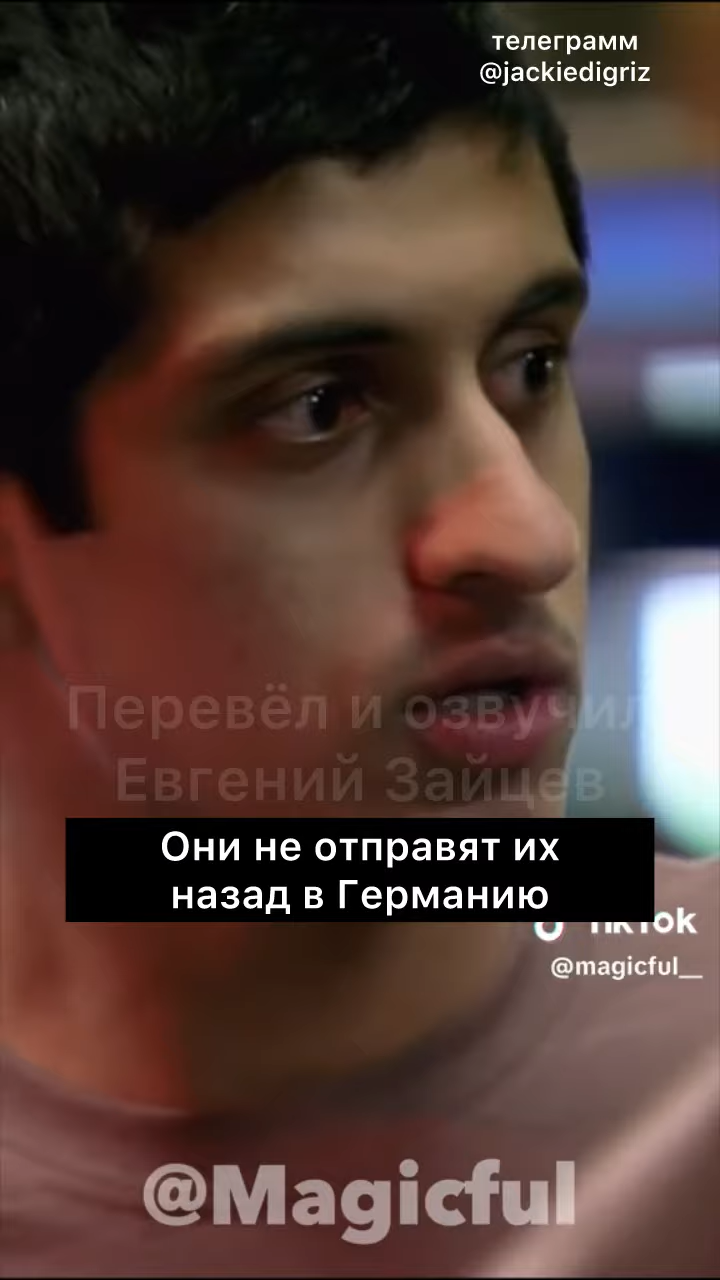 телеграмм
@jackiedigriz
Перевёл и озвучил
Евгений Зайцев
Они не отправят их
назад в Германию
TikTok
@magicful__
@Magicful